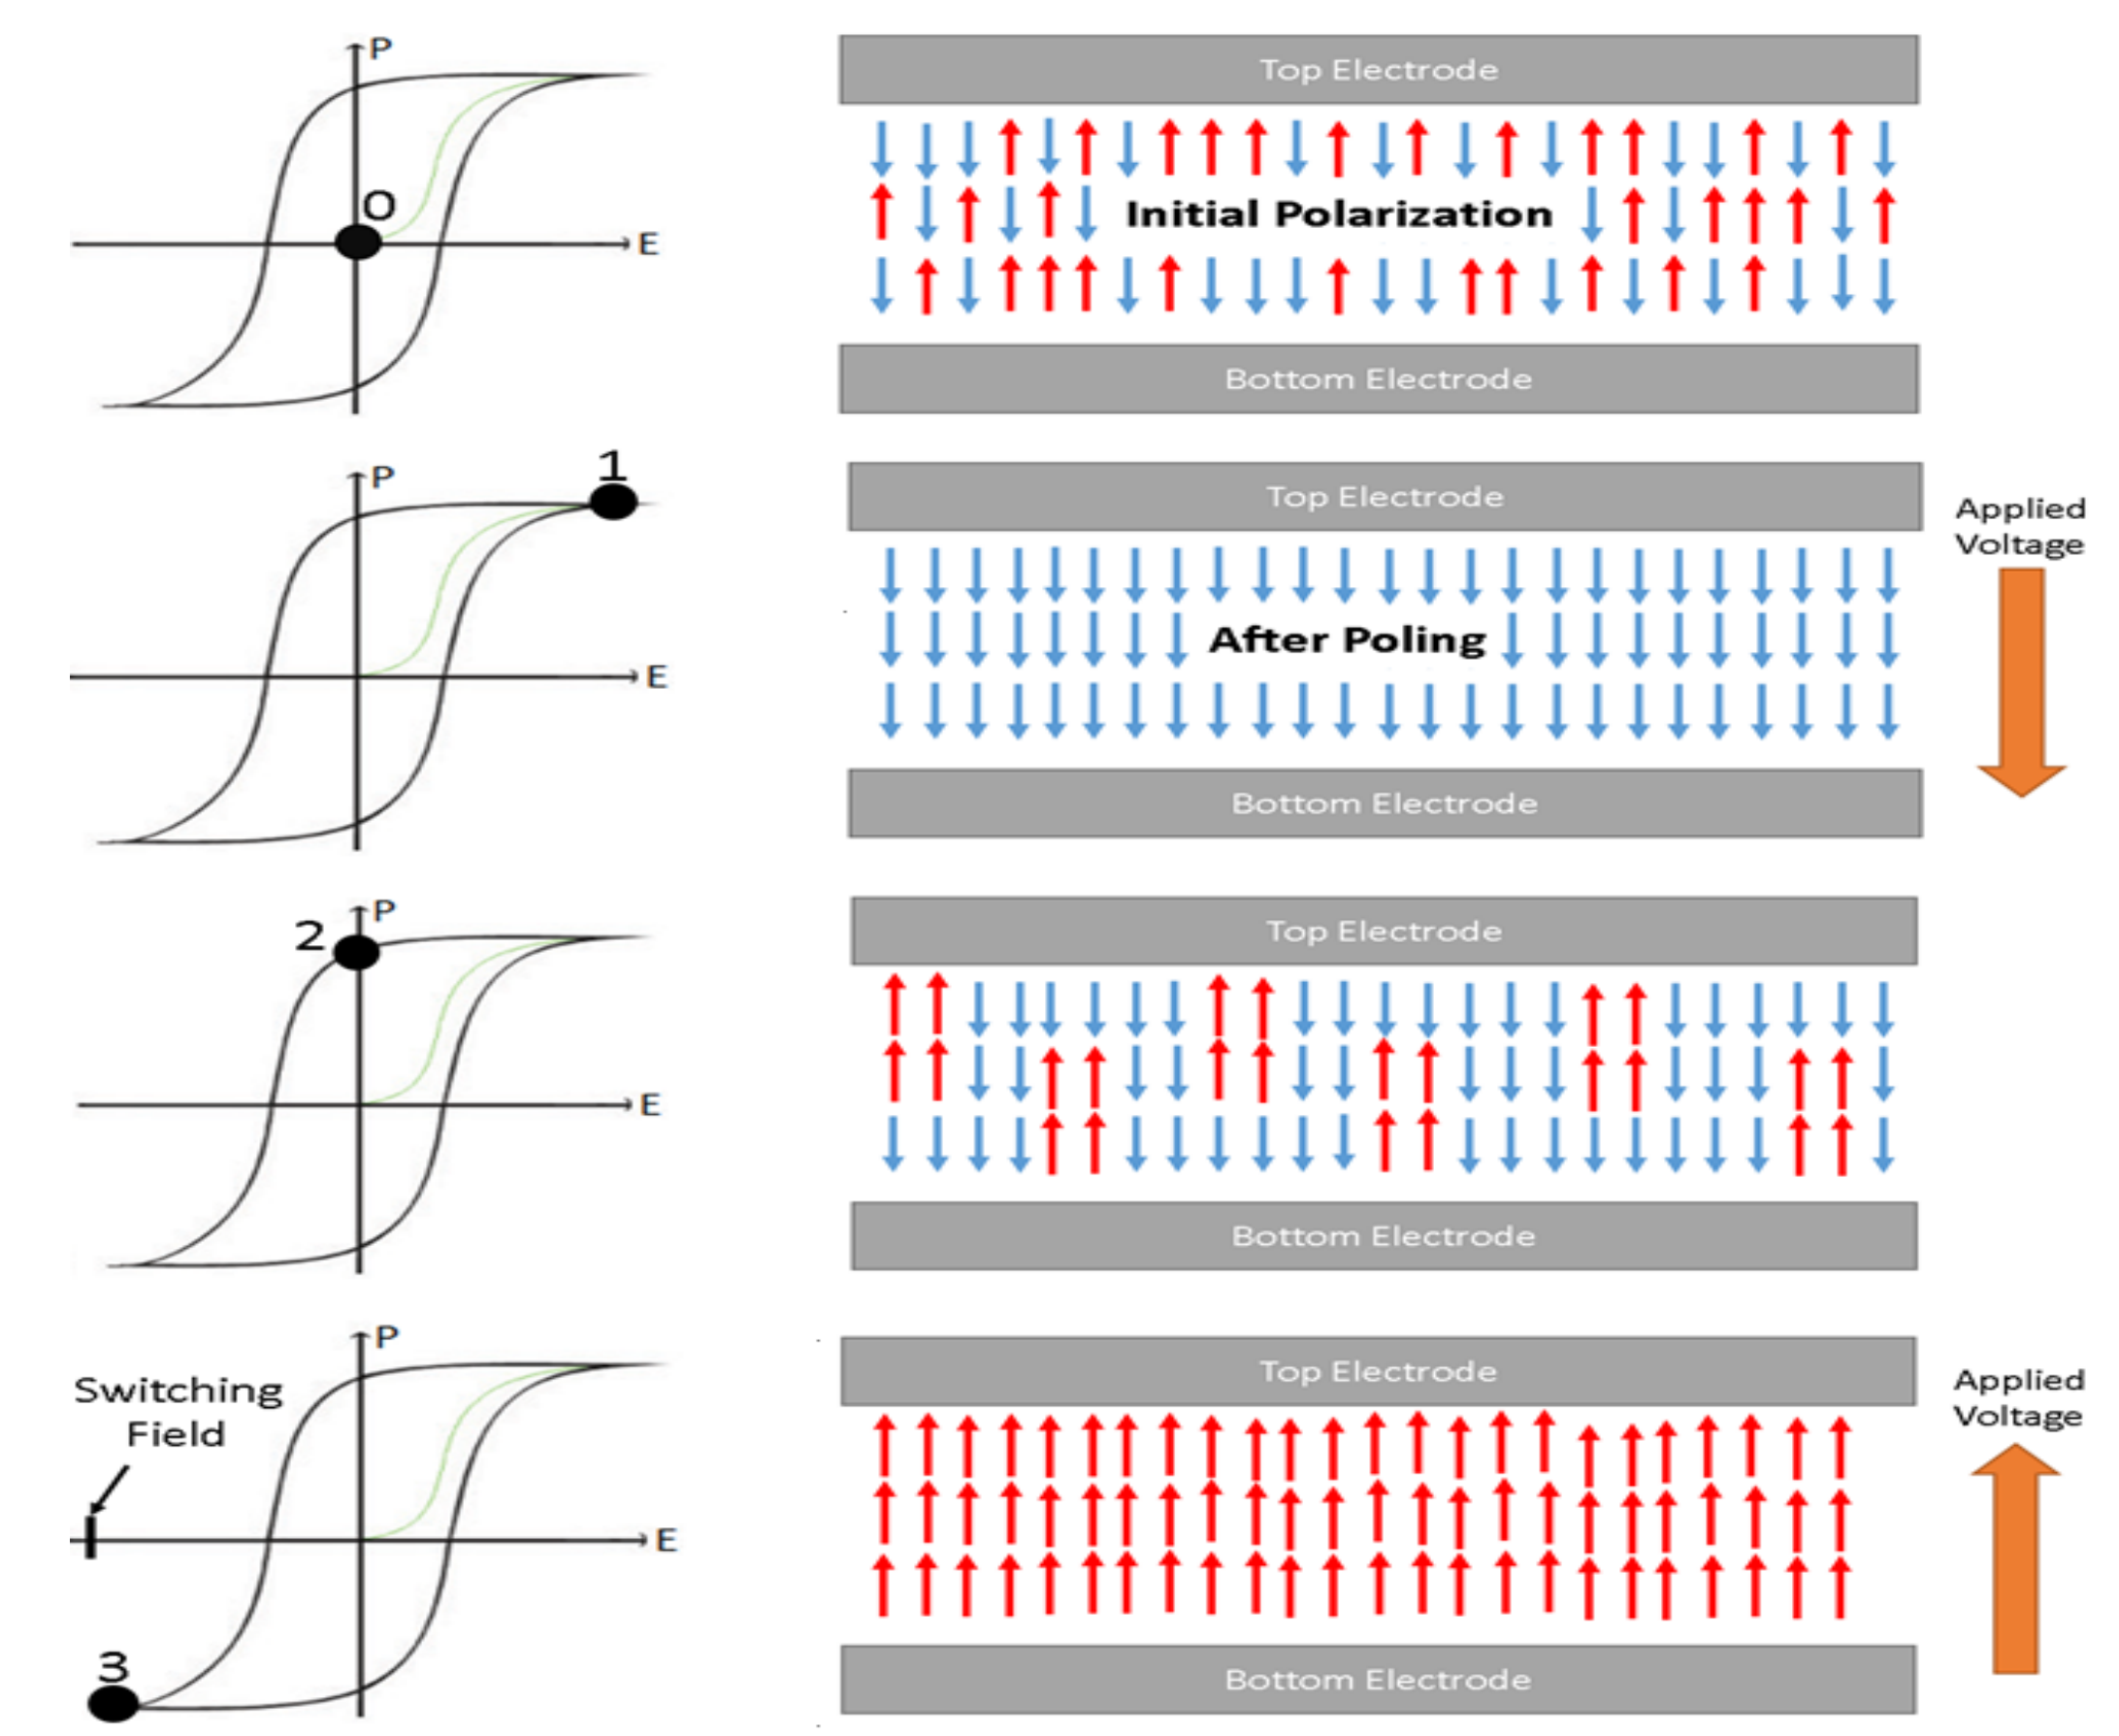 P
0
E
Top Electrode
Initial Polarization
Bottom Electrode
1
P
E
Top Electrode
After Poling
Bottom Electrode
Applied
Voltage
2
P
E
Top Electrode
Bottom Electrode
P
Switching
Field
E
3
Top Electrode
Bottom Electrode
Applied
Voltage